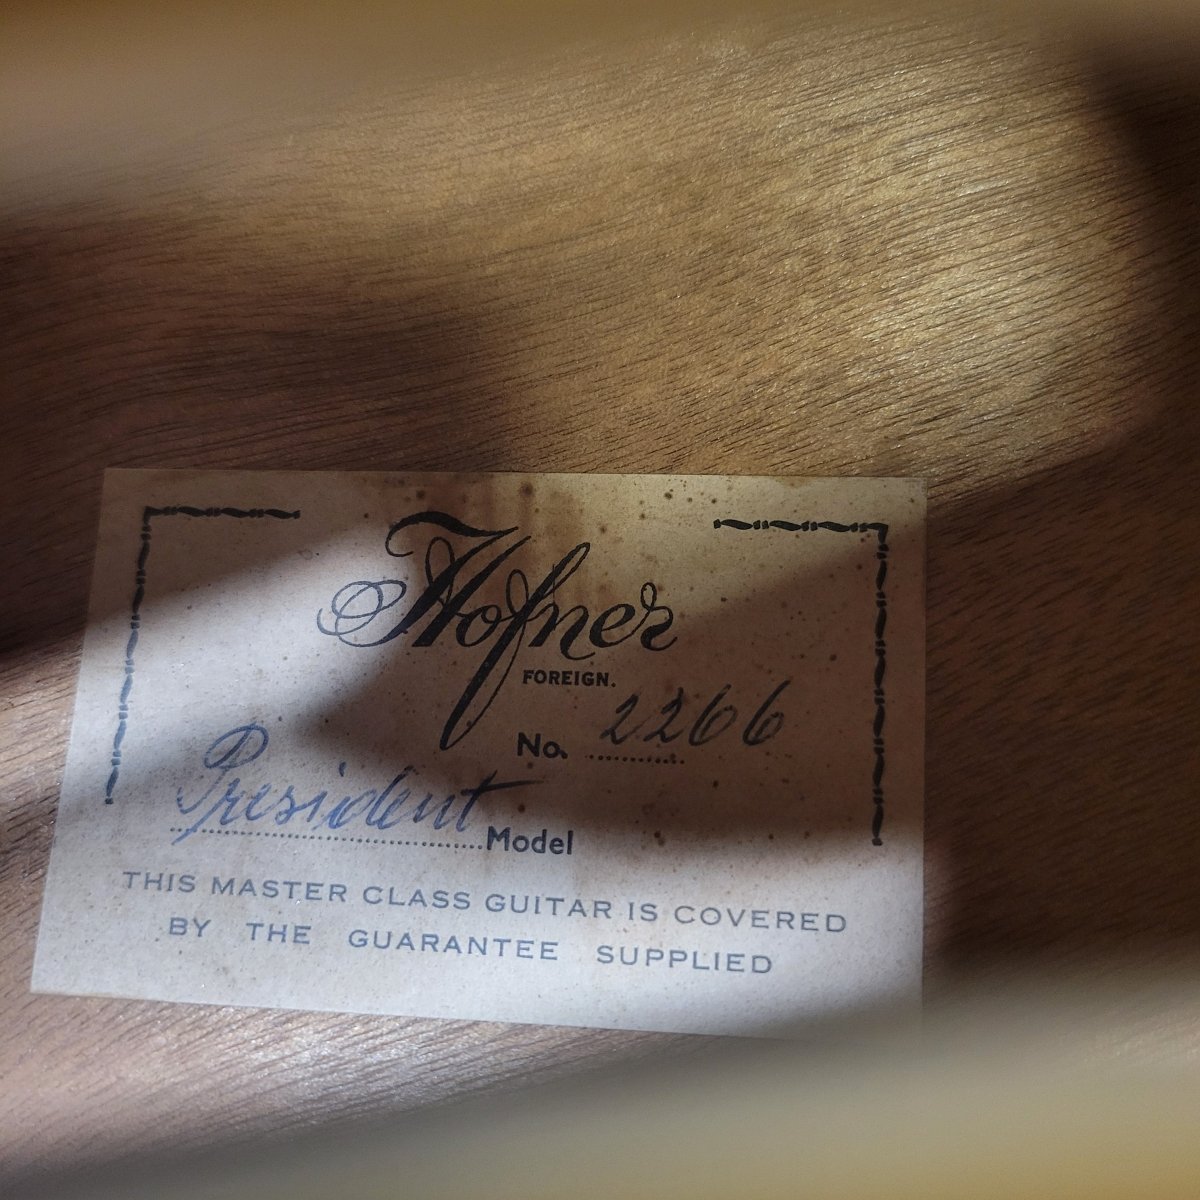 Hofner
FOREIGN.
No. 2266
President Model
THIS MASTER CLASS GUITAR IS COVERED
BY THE GUARANTEE SUPPLIED